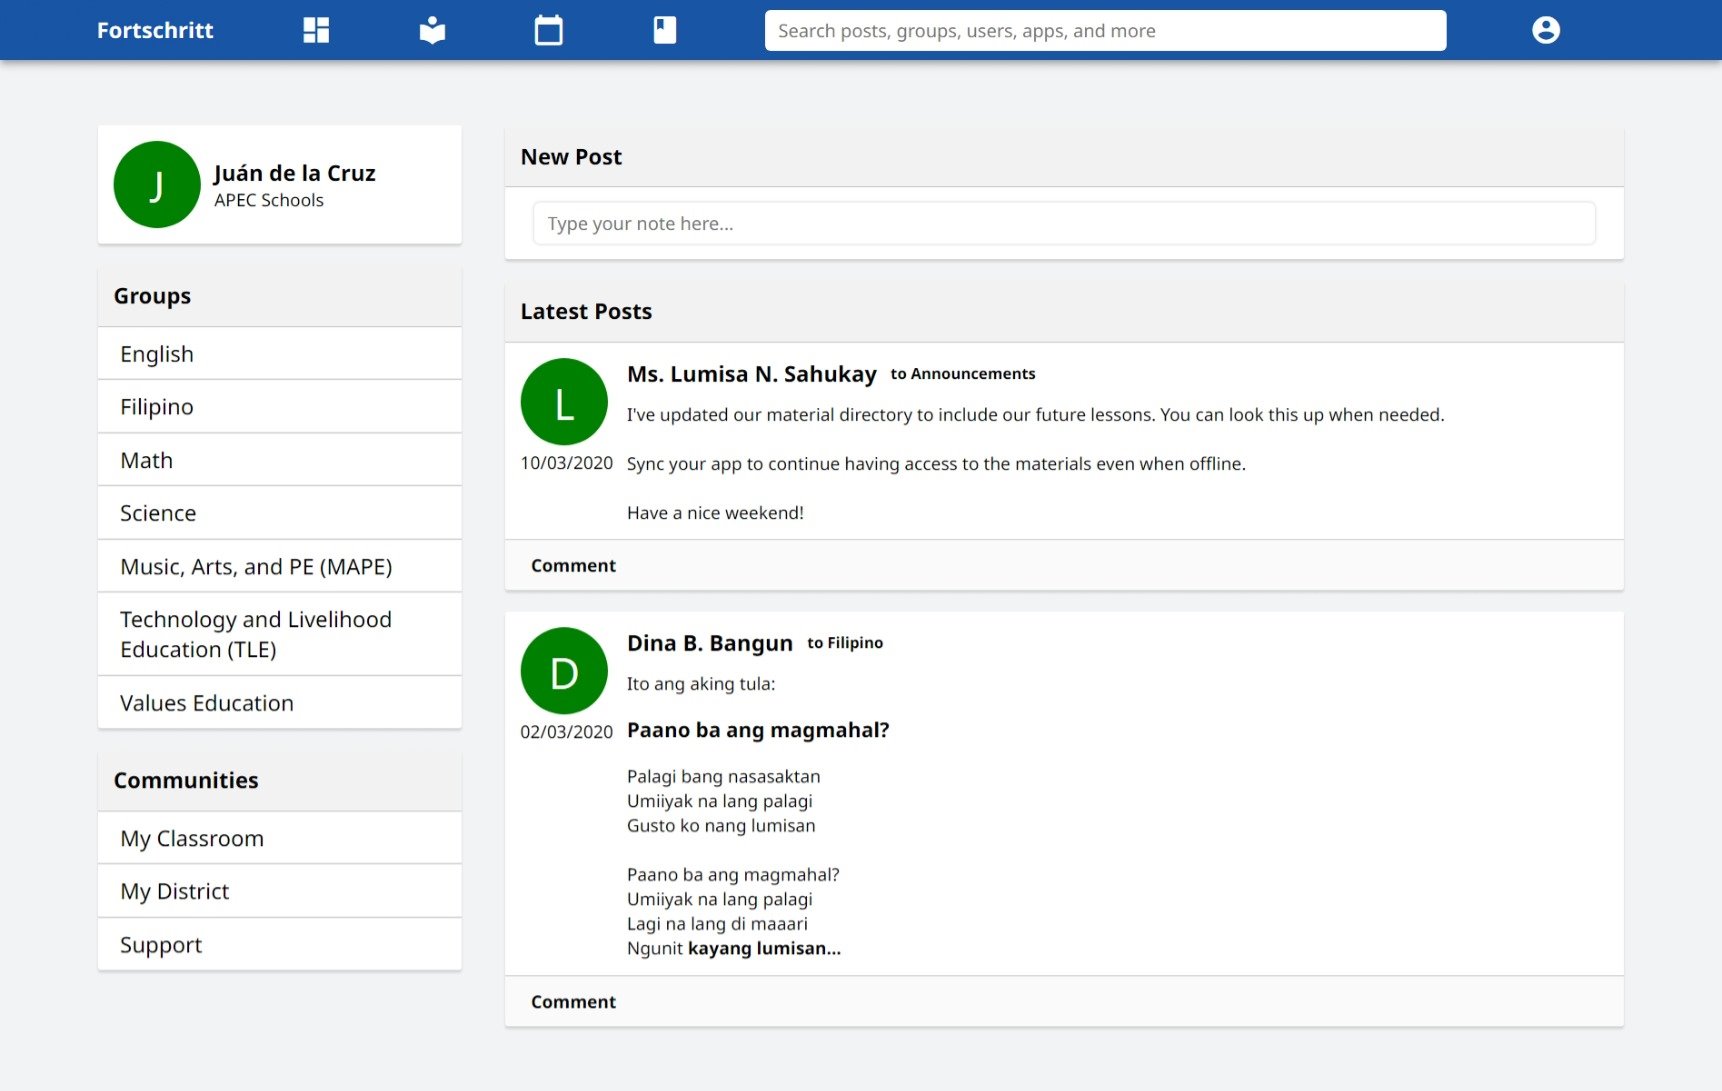 Fortschritt
Search posts, groups, users, apps, and more
J
Juán de la Cruz
APEC Schools
Groups
English
Filipino
Math
Science
Music, Arts, and PE (MAPE)
Technology and Livelihood
Education (TLE)
Values Education
Communities
My Classroom
My District
Support
New Post
Type your note here...
Latest Posts
L
10/03/2020
Ms. Lumisa N. Sahukay to Announcements
I've updated our material directory to include our future lessons. You can look this up when needed.
Sync your app to continue having access to the materials even when offline.
Have a nice weekend!
Comment
D
02/03/2020
Dina B. Bangun to Filipino
Ito ang aking tula:
Paano ba ang magmahal?
Palagi bang nasasaktan
Umiiyak na lang palagi
Gusto ko nang lumisan
Paano ba ang magmahal?
Umiiyak na lang palagi
Lagi na lang di maaari
Ngunit kayang lumisan...
Comment